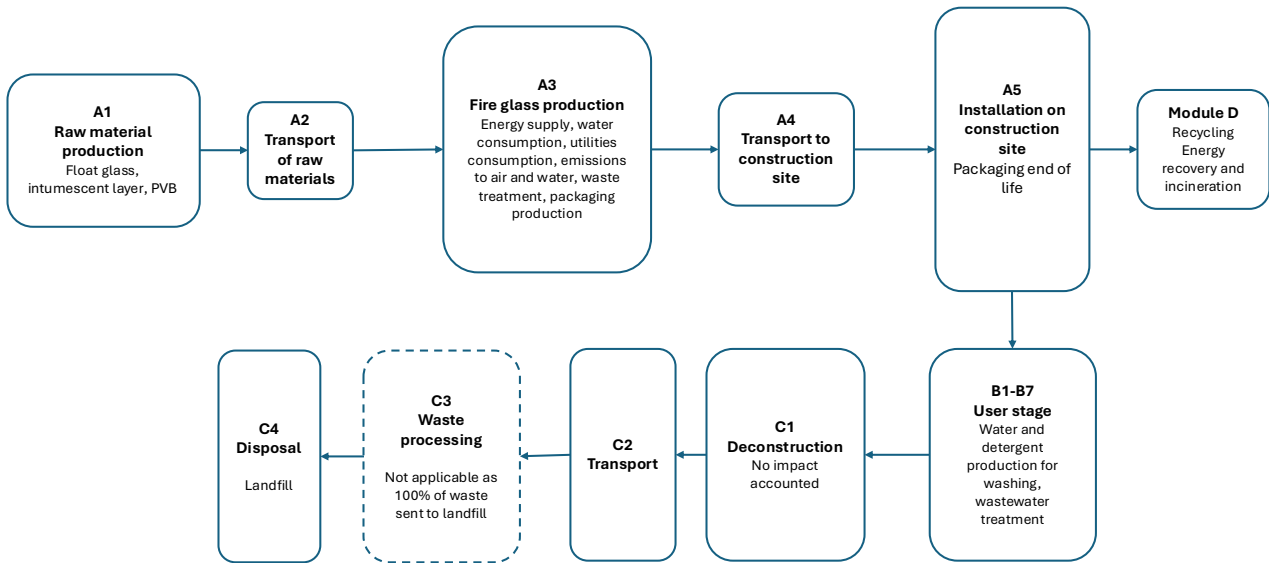 A1
Raw material
production
Float glass,
intumescent layer, PVB
A2
Transport
of raw
materials
A3
Fire glass production
Energy supply, water
consumption, utilities
consumption, emissions
to air and water, waste
treatment, packaging
production
A4
Transport to
construction
site
A5
Installation on
construction
site
Packaging end of
life
Module D
Recycling
Energy
recovery and
incineration
C4
Disposal
Landfill
C3
Waste
processing
Not applicable as
100% of waste
sent to landfill
C2
Transport
C1
Deconstruction
No impact
accounted
B1-B7
User stage
Water and
detergent
production for
washing,
wastewater
treatment